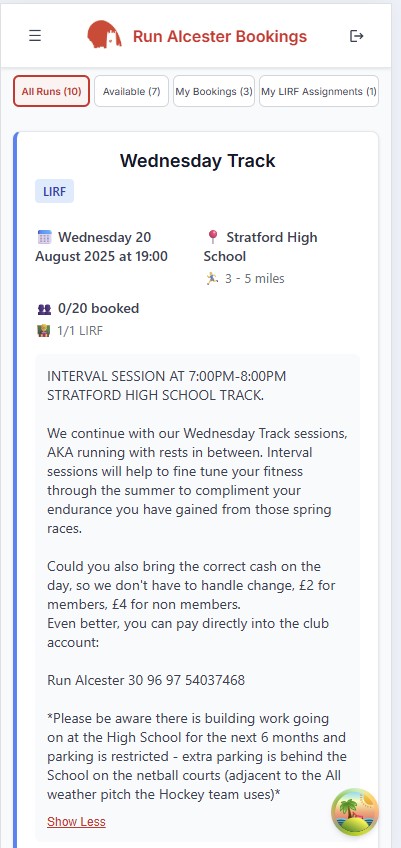 Run Alcester Bookings
All Runs (10)
Available (7)
My Bookings (3)
My LIRF Assignments (1)
Wednesday Track
LIRF
Wednesday 20
August 2025 at 19:00
Stratford High
School
3 - 5 miles
0/20 booked
1/1 LIRF
INTERVAL SESSION AT 7:00PM-8:00PM
STRATFORD HIGH SCHOOL TRACK.
We continue with our Wednesday Track sessions,
AKA running with rests in between. Interval
sessions will help to fine tune your fitness
through the summer to compliment your
endurance you have gained from those spring
races.
Could you also bring the correct cash on the
day, so we don't have to handle change, £2 for
members, £4 for non members.
Even better, you can pay directly into the club
account:
Run Alcester 30 96 97 54037468
*Please be aware there is building work going
on at the High School for the next 6 months and
parking is restricted - extra parking is behind the
School on the netball courts (adjacent to the All
weather pitch the Hockey team uses)*
Show Less